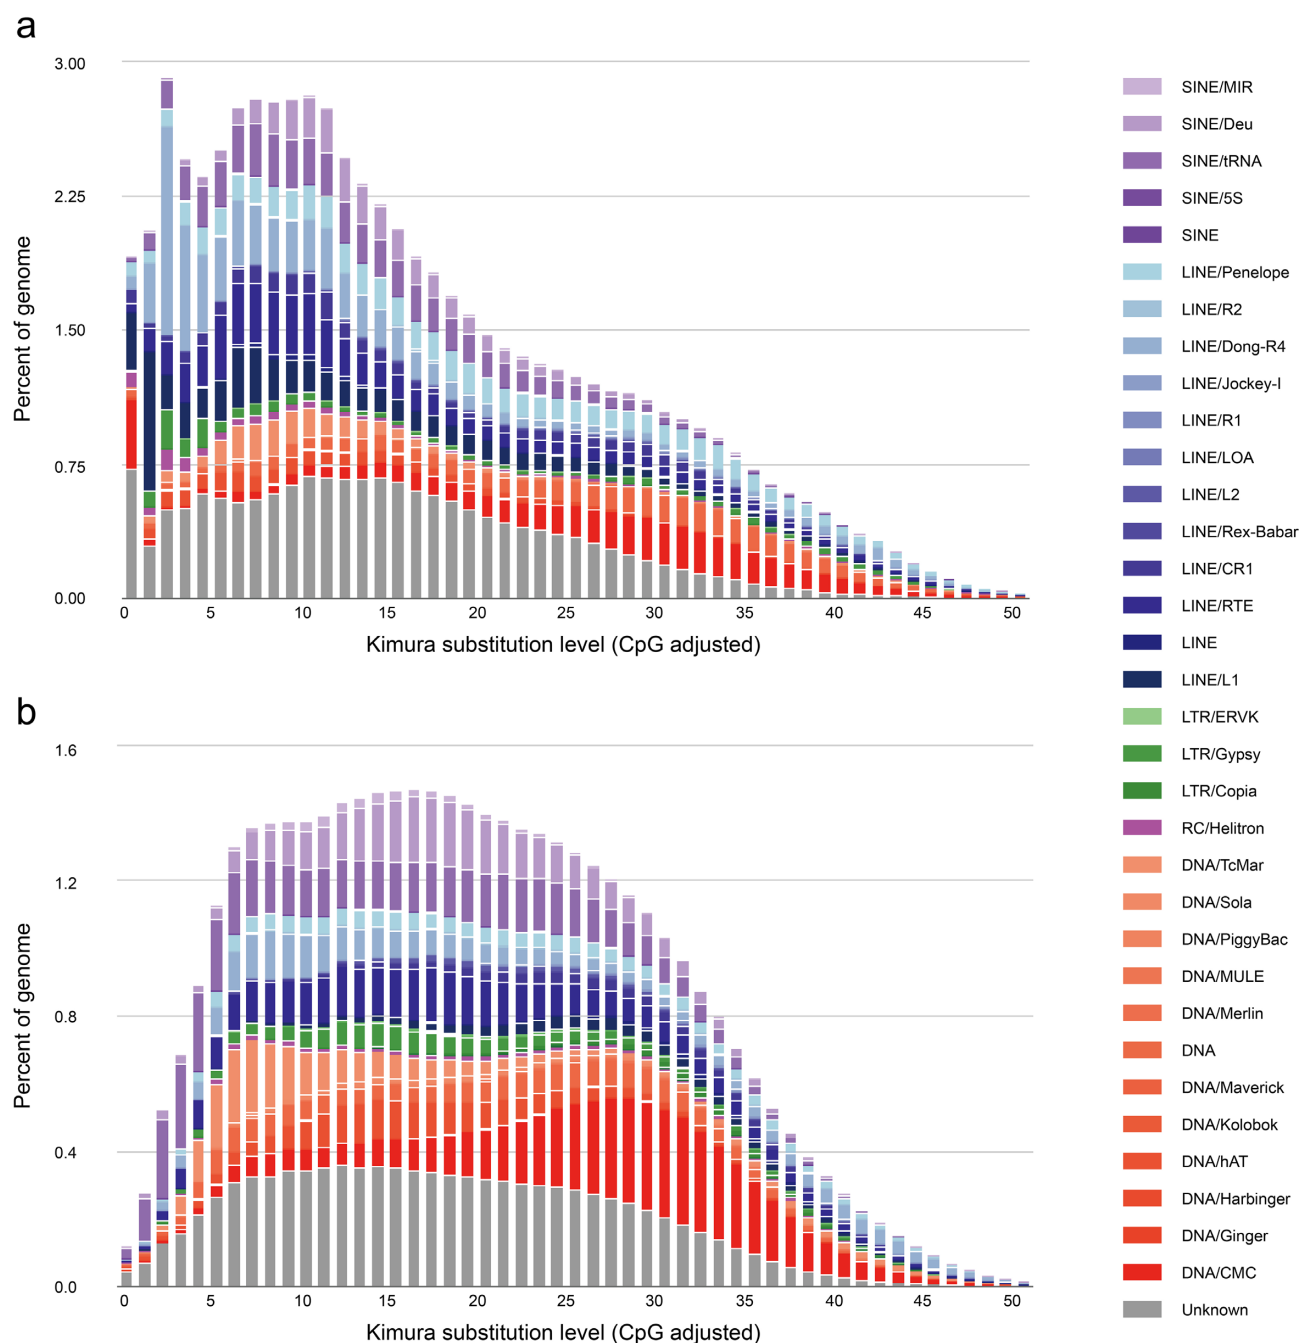 a
3.00
2.25
1.50
0.75
0.00
Percent of genome
0 5 10 15 20 25 30 35 40 45 50
Kimura substitution level (CpG adjusted)
b
1.6
1.2
0.8
0.4
0.0
Percent of genome
0 5 10 15 20 25 30 35 40 45 50
Kimura substitution level (CpG adjusted)
SINE/MIR
SINE/Deu
SINE/tRNA
SINE/5S
SINE
LINE/Penelope
LINE/R2
LINE/Dong-R4
LINE/Jockey-I
LINE/R1
LINE/LOA
LINE/L2
LINE/Rex-Babar
LINE/CR1
LINE/RTE
LINE
LINE/L1
LTR/ERVK
LTR/Gypsy
LTR/Copia
RC/Helitron
DNA/TcMar
DNA/Sola
DNA/PiggyBac
DNA/MULE
DNA/Merlin
DNA
DNA/Maverick
DNA/Kolobok
DNA/hAT
DNA/Harbinger
DNA/Ginger
DNA/CMC
Unknown